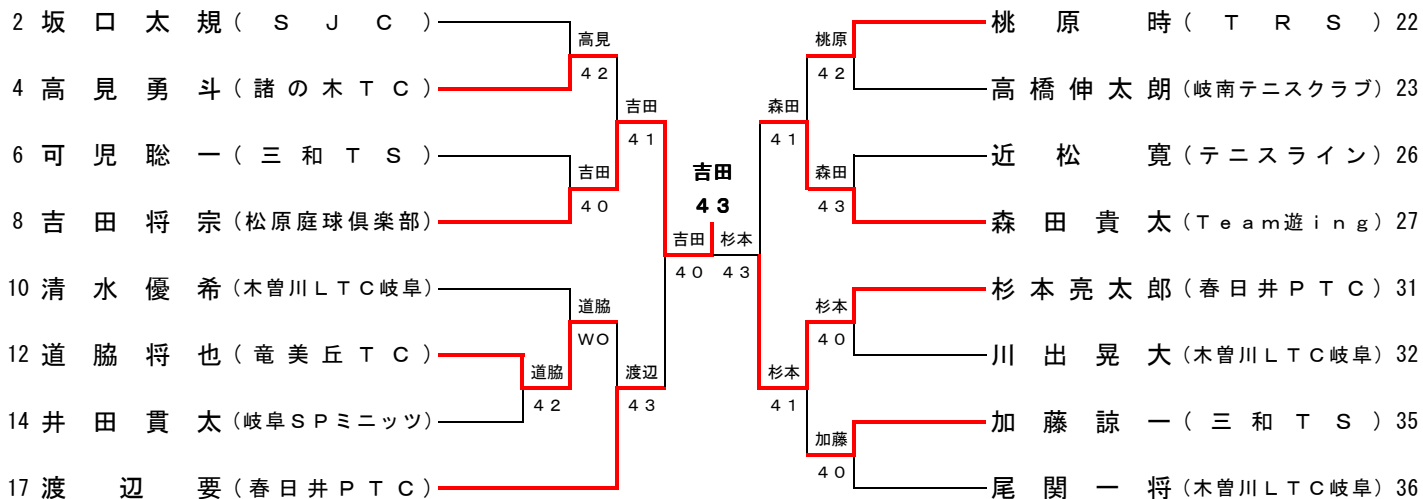 2 坂口太規（ＳＪＣ）
4 高見勇斗（諸の木ＴＣ）
6 可児聡一（三和ＴＳ）
8 吉田将宗（松原庭球倶楽部）
10 清水優希（木曽川ＬＴＣ岐阜）
12 道脇将也（竜美丘ＴＣ）
14 井田貫太（岐阜ＳＰミニッツ）
17 渡辺要（春日井ＰＴＣ）
高見
４２
吉田
４０
道脇
４２
道脇
ＷＯ
吉田
４１
渡辺
４３
吉田
４０
吉田
４３
杉本
４３
森田
４１
杉本
４１
桃原
４２
森田
４３
杉本
４０
加藤
４０
桃原時（ＴＲＳ）22
高橋伸太朗（岐南テニスクラブ）23
近松寛（テニスライン）26
森田貴太（Ｔｅａｍ遊ｉｎｇ）27
杉本亮太郎（春日井ＰＴＣ）31
川出晃大（木曽川ＬＴＣ岐阜）32
加藤諒一（三和ＴＳ）35
尾関一将（木曽川ＬＴＣ岐阜）36